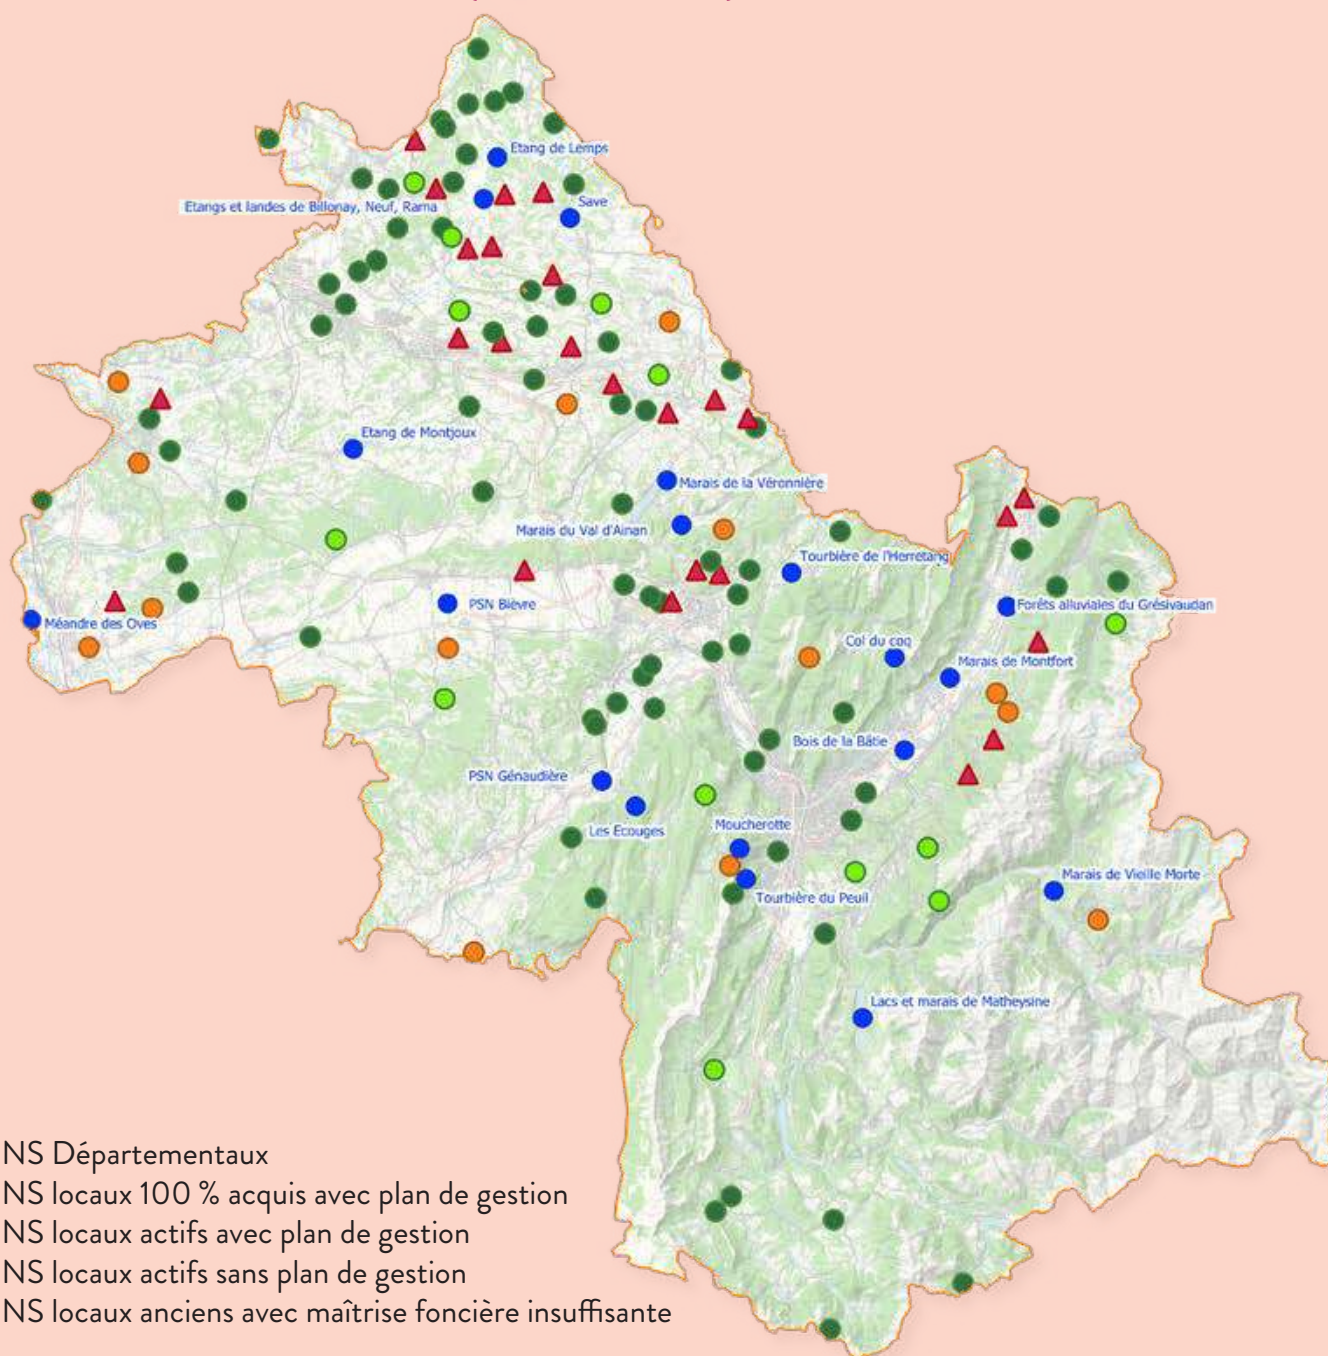 Etang de Lemps
Etangs et landes de Billonay, Neuf, Rama
Save
Etang de Montjoux
Marais de la Véronnière
Marais du Val d'Ainan
Tourbière de l'Herretang
PSN Bièvre
Forêts alluviales du Grésivaudan
Méandre des Oves
Col du coq
Marais de Montfort
Bois de la Bâtie
PSN Génaudière
Les Ecouges
Moucherotte
Marais de Vieille Morte
Tourbière du Peuil
Lacs et marais de Matheysine
NS Départementaux
NS locaux 100 % acquis avec plan de gestion
NS locaux actifs avec plan de gestion
NS locaux actifs sans plan de gestion
NS locaux anciens avec maîtrise foncière insuffisante